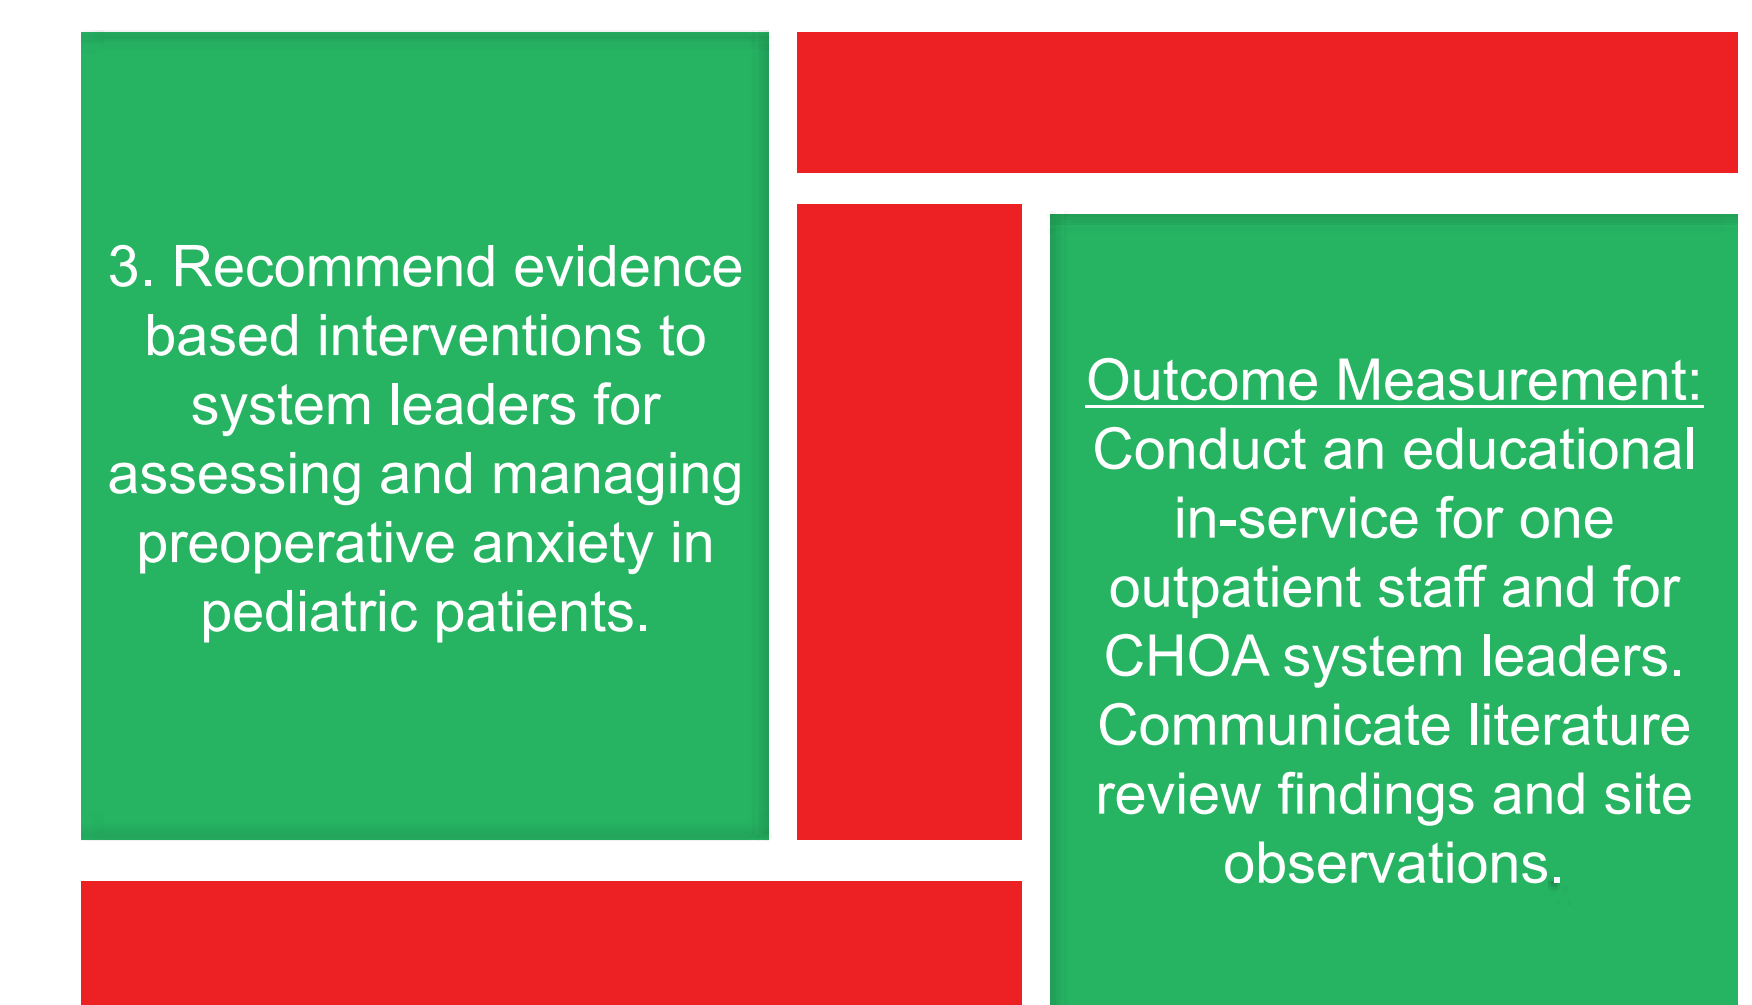 3. Recommend evidence
based interventions to
system leaders for
assessing and managing
preoperative anxiety in
pediatric patients.
Outcome Measurement:
Conduct an educational
in-service for one
outpatient staff and for
CHOA system leaders.
Communicate literature
review findings and site
observations.